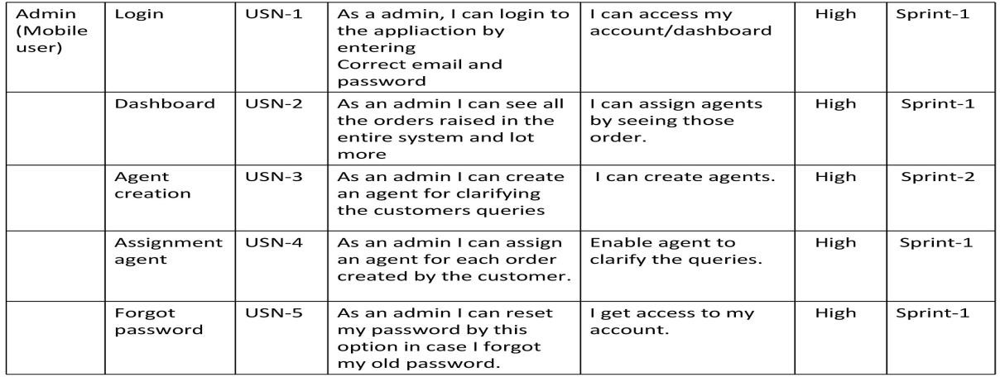 Admin
(Mobile
user)
Login
USN-1
As a admin, I can login to
the appliaction by
entering
Correct email and
password
I can access my
account/dashboard
High
Sprint-1
Dashboard
USN-2
As an admin I can see all
the orders raised in the
entire system and lot
more
I can assign agents
by seeing those
order.
High
Sprint-1
Agent
creation
USN-3
As an admin I can create
an agent for clarifying
the customers queries
I can create agents.
High
Sprint-2
Assignment
agent
USN-4
As an admin I can assign
an agent for each order
created by the customer.
Enable agent to
clarify the queries.
High
Sprint-1
Forgot
password
USN-5
As an admin I can reset
my password by this
option in case I forgot
my old password.
I get access to my
account.
High
Sprint-1